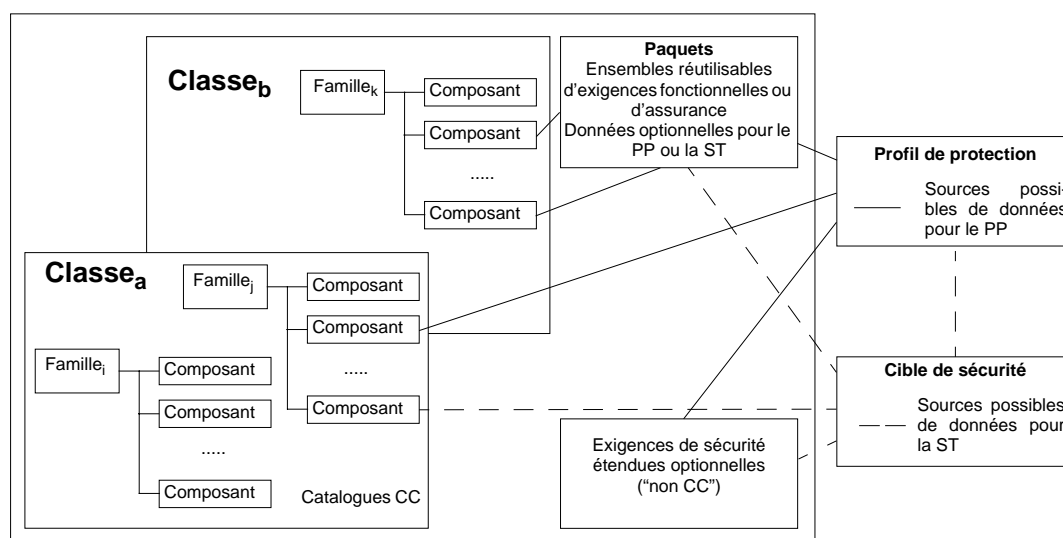 Classe_b
Famille_k
Composant
Composant
.....
Composant
Paquets
Ensembles réutilisables
d'exigences fonctionnelles ou
d'assurance
Données optionnelles pour le
PP ou la ST
Profil de protection
Sources possi-
bles de données
pour le PP
Classe_a
Famille_j
Composant
Composant
.....
Composant
Famille_i
Composant
Composant
.....
Composant
Catalogues CC
Exigences de sécurité
étendues optionnelles
(“non CC”)
Cible de sécurité
Sources possibles
de données pour
la ST